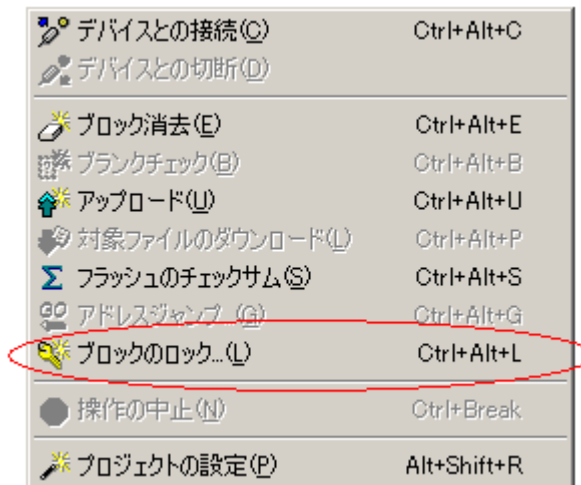 デバイスとの接続(C) Ctrl+Alt+C
デバイスとの切断(D)
ブロック消去(E) Ctrl+Alt+E
ブランクチェック(B) Ctrl+Alt+B
アップロード(U) Ctrl+Alt+U
対象ファイルのダウンロード(L) Ctrl+Alt+P
フラッシュのチェックサム(S) Ctrl+Alt+S
GO アドレスジャンプ...(G) Ctrl+Alt+G
ブロックのロック...(L) Ctrl+Alt+L
操作の中止(N) Ctrl+Break
プロジェクトの設定(P) Alt+Shift+R